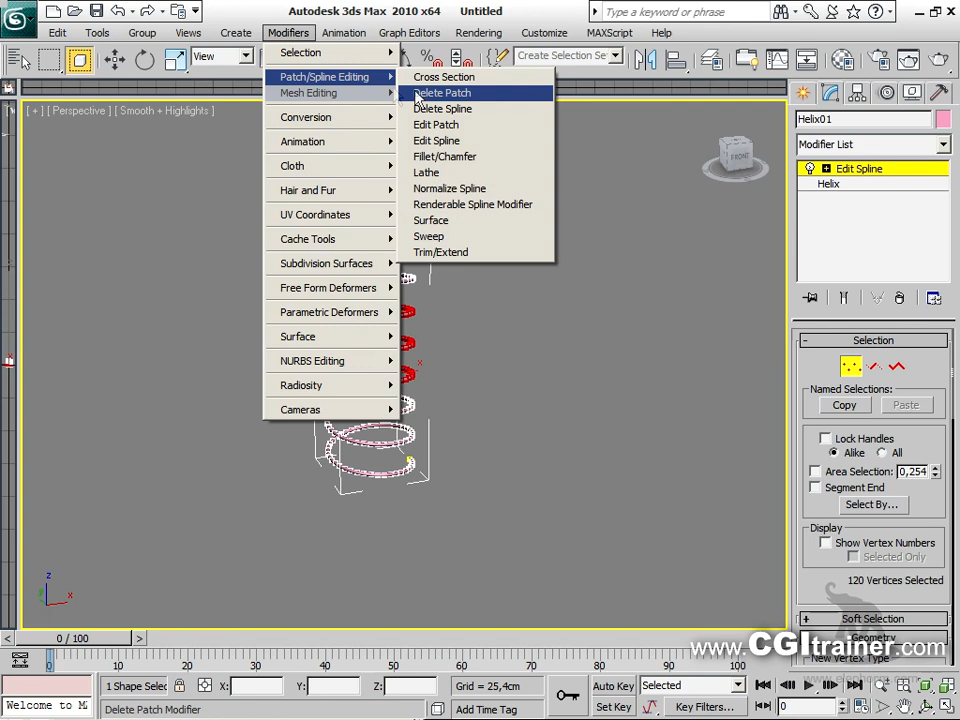 Autodesk 3ds Max 2010 x64 Untitled
Type a keyword or phrase
Edit Tools Group Views Create Modifiers Animation Graph Editors Rendering Customize MAXScript Help
View
Create Selection Se
[ + ] [ Perspective ] [ Smooth + Highlights ]
Selection
Patch/Spline Editing
Mesh Editing
Conversion
Animation
Cloth
Hair and Fur
UV Coordinates
Cache Tools
Subdivision Surfaces
Free Form Deformers
Parametric Deformers
Surface
NURBS Editing
Radiosity
Cameras
Cross Section
Delete Patch
Delete Spline
Edit Patch
Edit Spline
Fillet/Chamfer
Lathe
Normalize Spline
Renderable Spline Modifier
Surface
Sweep
Trim/Extend
FRONT
x
z
x
Helix01
Modifier List
Edit Spline
Helix
Selection
Named Selections:
Copy Paste
Lock Handles
Alike All
Area Selection: 0,254
Segment End
Select By...
Display
Show Vertex Numbers
Selected Only
120 Vertices Selected
Soft Selection
Geometry
New Vertex Type
www.CGItrainer.com
0 / 100
0 10 20 30 40 50 60 70 80 90 100
1 Shape Selec X: Y: Z: Grid = 25,4cm Auto Key Selected
Welcome to M Delete Patch Modifier Add Time Tag Set Key Key Filters... 0